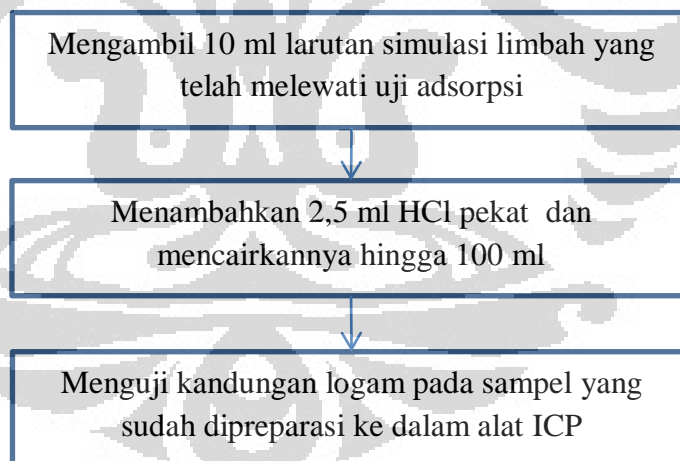 Mengambil 10 ml larutan simulasi limbah yang
telah melewati uji adsorpsi
Menambahkan 2,5 ml HCl pekat dan
mencairkannya hingga 100 ml
Menguji kandungan logam pada sampel yang
sudah dipreparasi ke dalam alat ICP